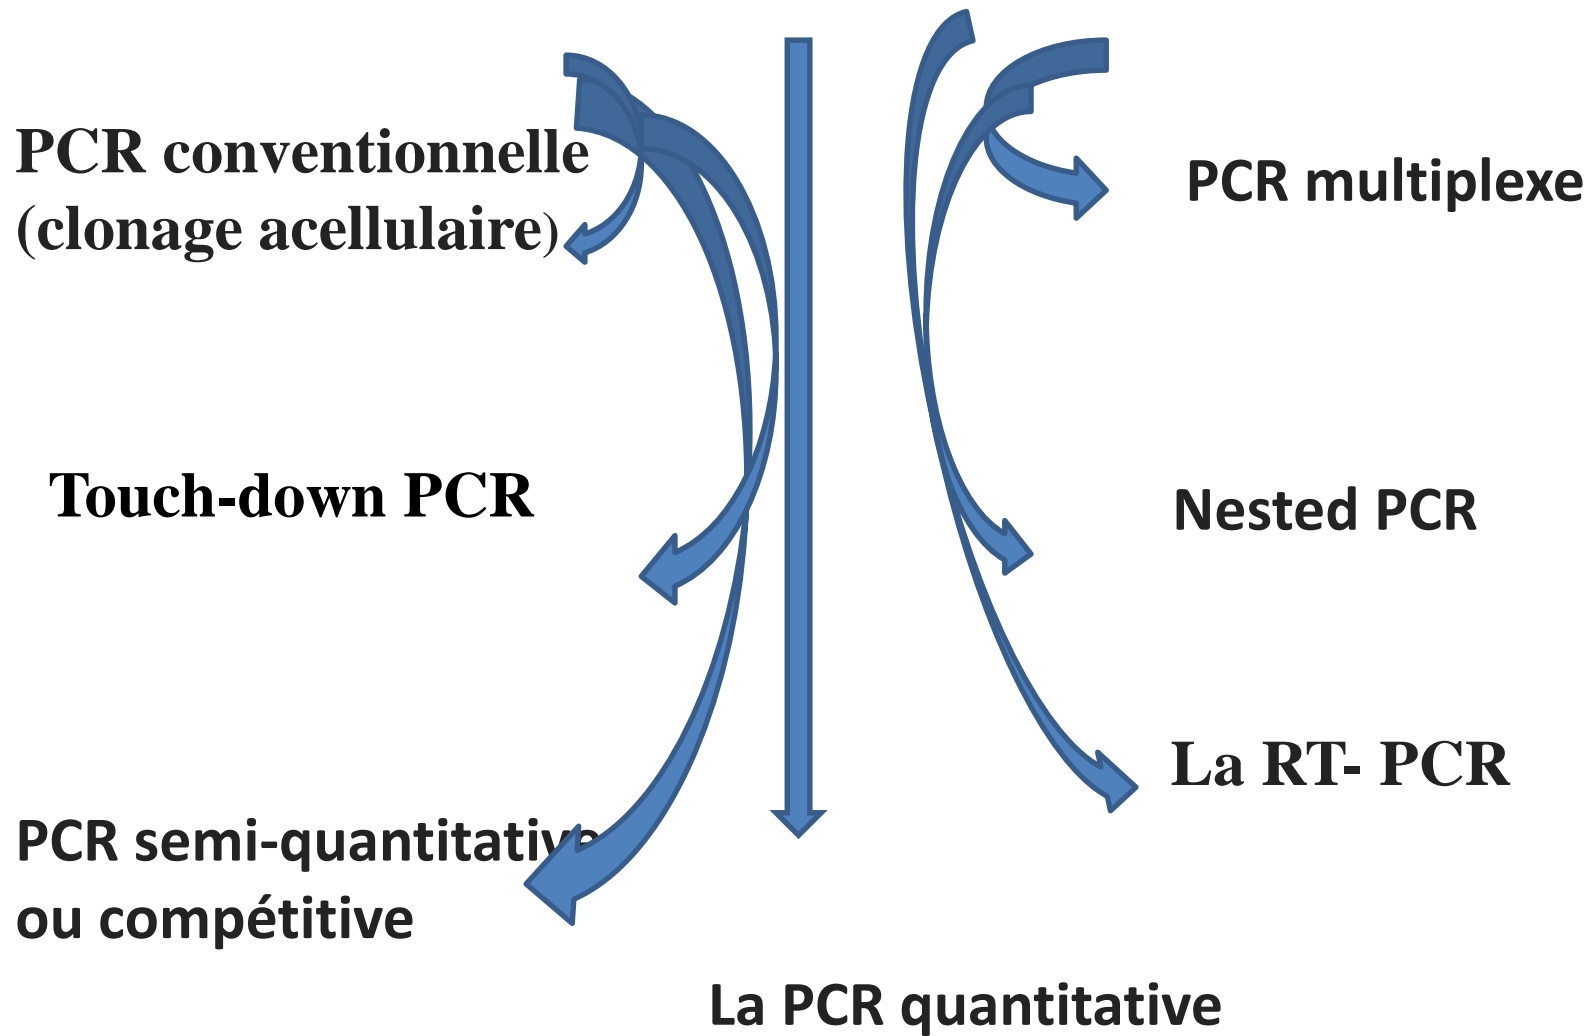 PCR conventionnelle
(clonage acellulaire)
PCR multiplexe
Touch-down PCR
Nested PCR
La RT- PCR
PCR semi-quantitative
ou compétitive
La PCR quantitative